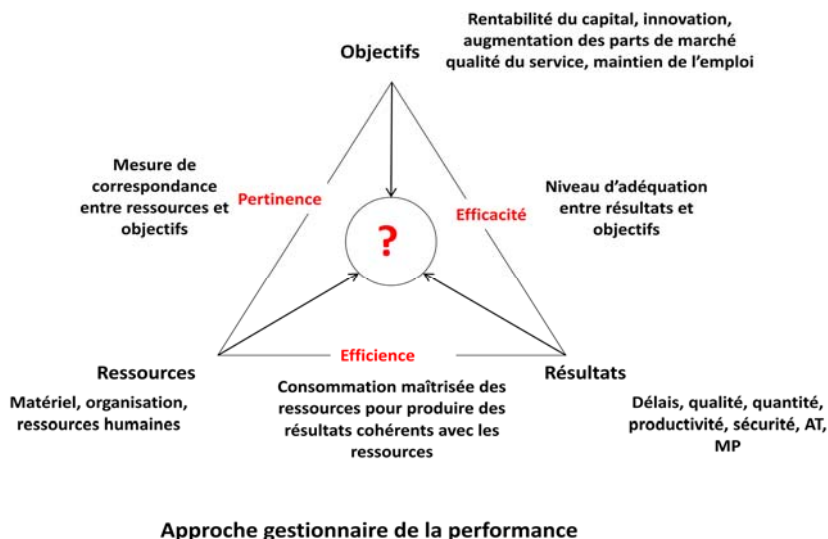 Rentabilité du capital, innovation,
augmentation des parts de marché
qualité du service, maintien de l'emploi
Objectifs
Mesure de
correspondance
entre ressources et
objectifs
Pertinence
Efficacité
Niveau d'adéquation
entre résultats et
objectifs
?
Efficience
Ressources
Matériel, organisation,
ressources humaines
Consommation maîtrisée des
ressources pour produire des
résultats cohérents avec les
ressources
Résultats
Délais, qualité, quantité,
productivité, sécurité, AT,
MP
Approche gestionnaire de la performance